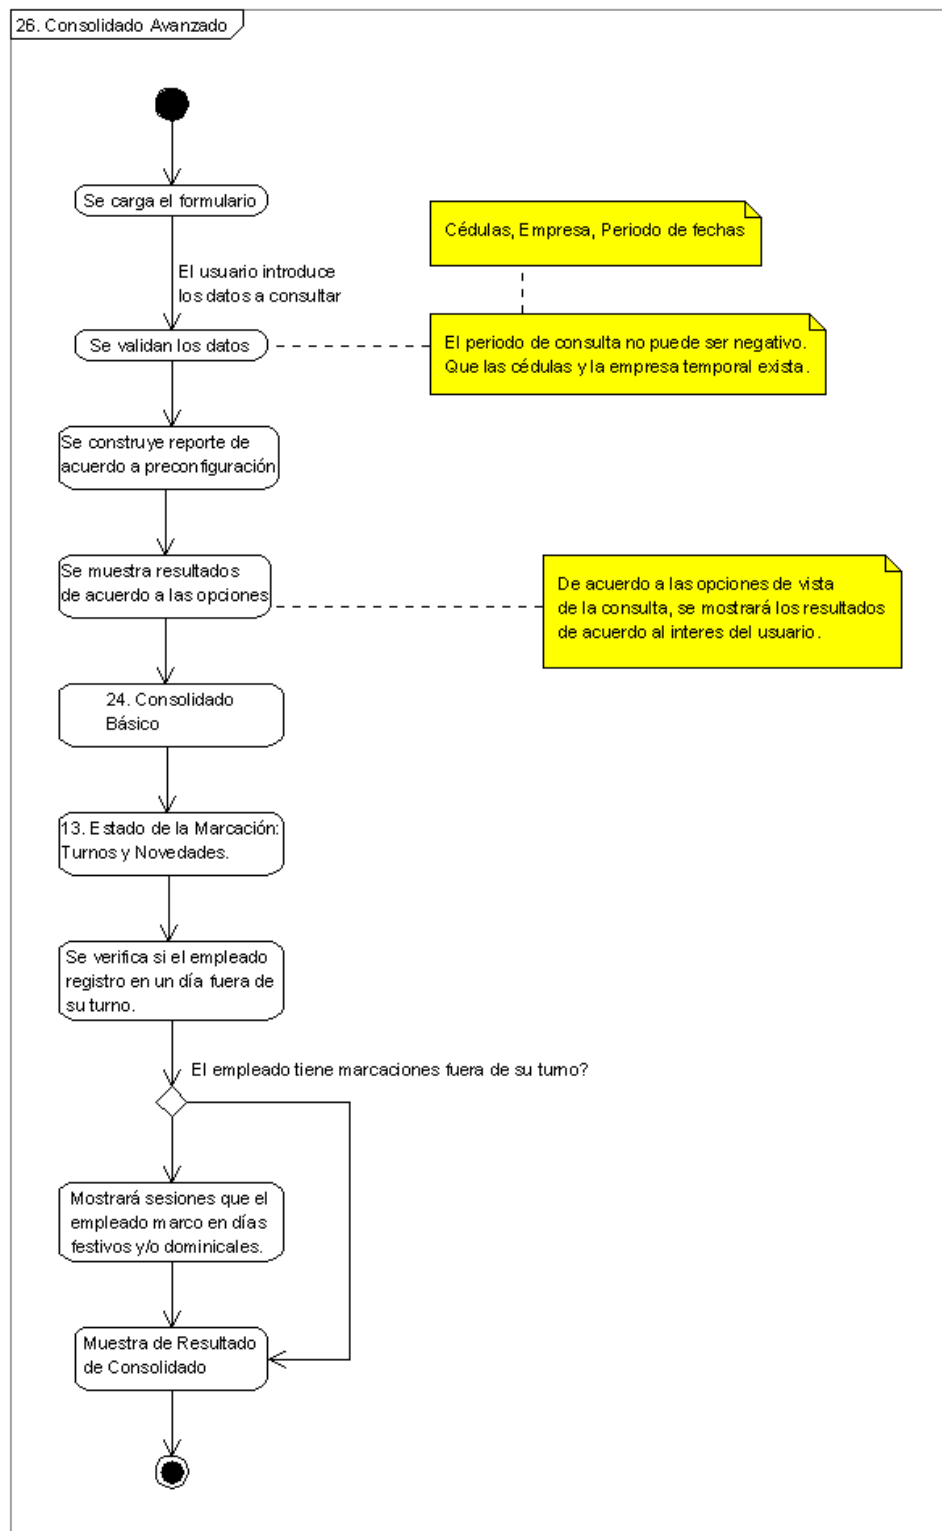 26. Consolidado Avanzado
Se carga el formulario
Cédulas, Empresa, Periodo de fechas
El usuario introduce
los datos a consultar
Se validan los datos
El periodo de consulta no puede ser negativo.
Que las cédulas y la empresa temporal exista.
Se construye reporte de
acuerdo a preconfiguración
Se muestra resultados
de acuerdo a las opciones
De acuerdo a las opciones de vista
de la consulta, se mostrará los resultados
de acuerdo al interes del usuario.
24. Consolidado
Básico
13. Estado de la Marcación:
Turnos y Novedades.
Se verifica si el empleado
registro en un día fuera de
su turno.
El empleado tiene marcaciones fuera de su turno?
Mostrará sesiones que el
empleado marco en días
festivos y/o dominicales.
Muestra de Resultado
de Consolidado